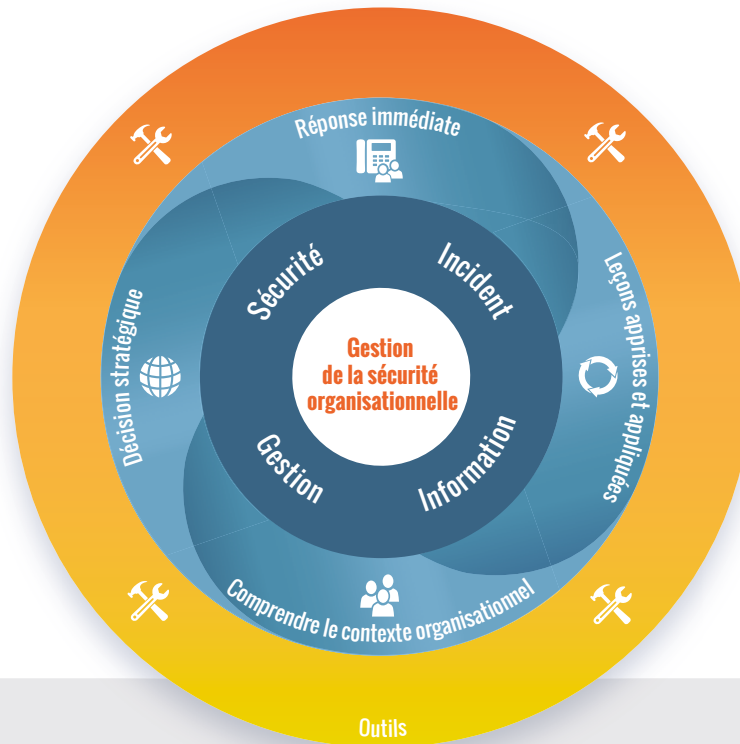 Réponse immédiate
Leçons apprises et appliquées
Comprendre le contexte organisationnel
Décision stratégique
Sécurité
Incident
Information
Gestion
Gestion
de la sécurité
organisationnelle
Outils